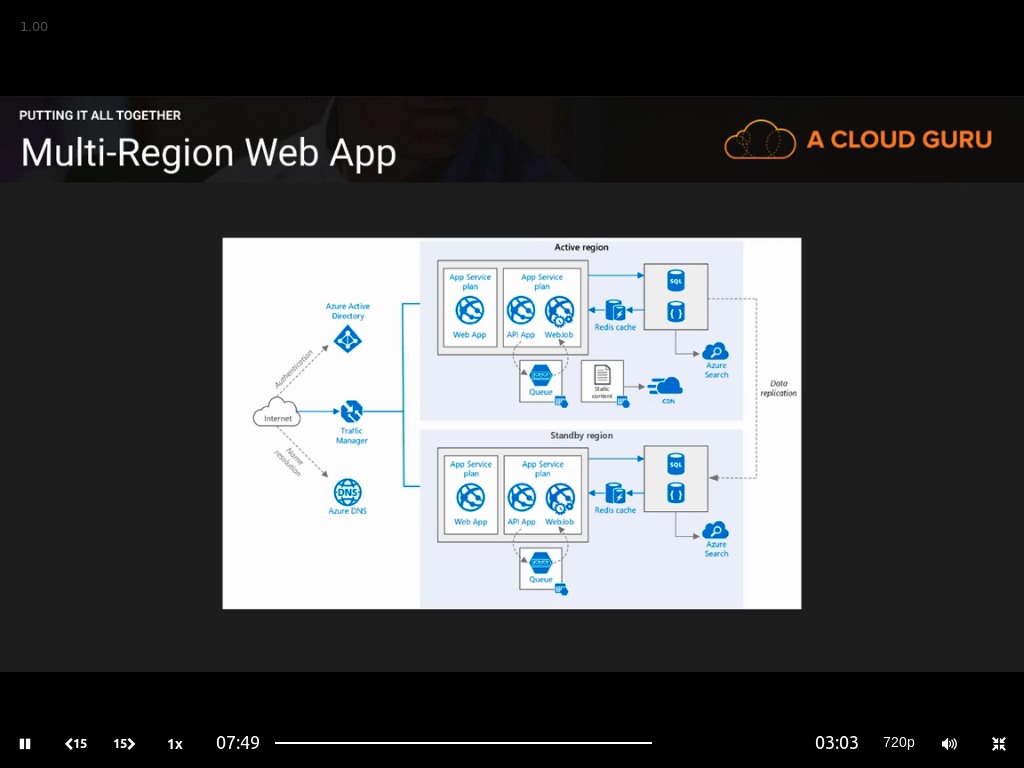 1.00
PUTTING IT ALL TOGETHER
Multi-Region Web App
A CLOUD GURU
Active region
App Service
plan
Web App
App Service
plan
API App
WebJob
SQL
Redis cache
Azure
Search
Queue
Static
content
CDN
Data
replication
Azure Active
Directory
Authentication
Internet
Traffic
Manager
Name
resolution
DNS
Azure DNS
Standby region
App Service
plan
Web App
App Service
plan
API App
WebJob
SQL
Redis cache
Azure
Search
Queue
15
15
1x
07:49
03:03
720p